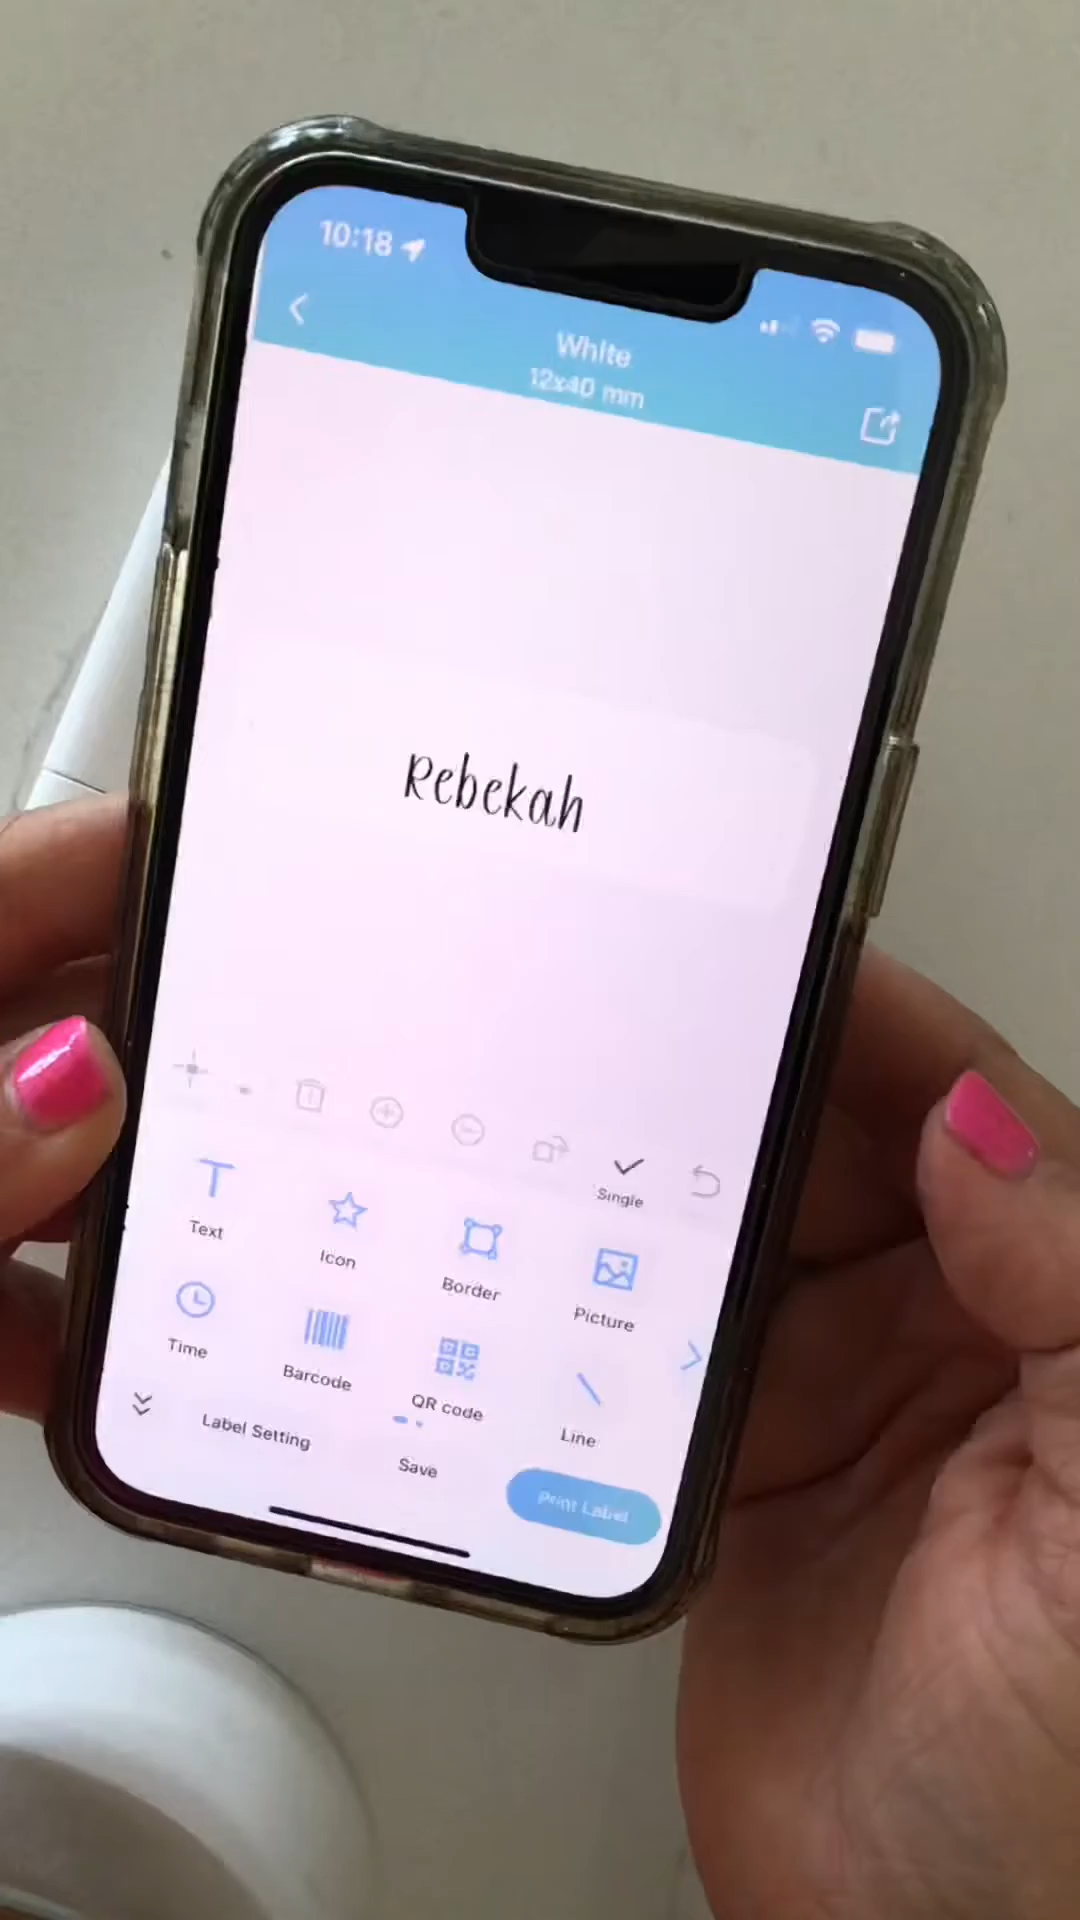 10:18
White
12x40 mm
Rebekah
Single
Text
Icon
Border
Picture
Time
Barcode
QR code
Line
Label Setting
Save
Print Label